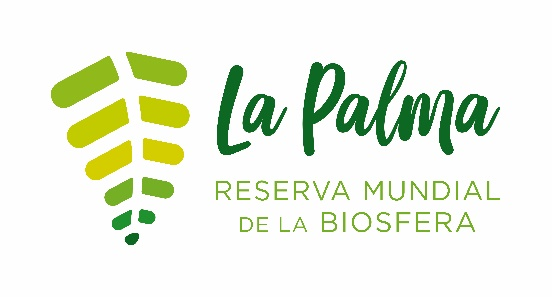 La Palma
RESERVA MUNDIAL
DE LA BIOSFERA